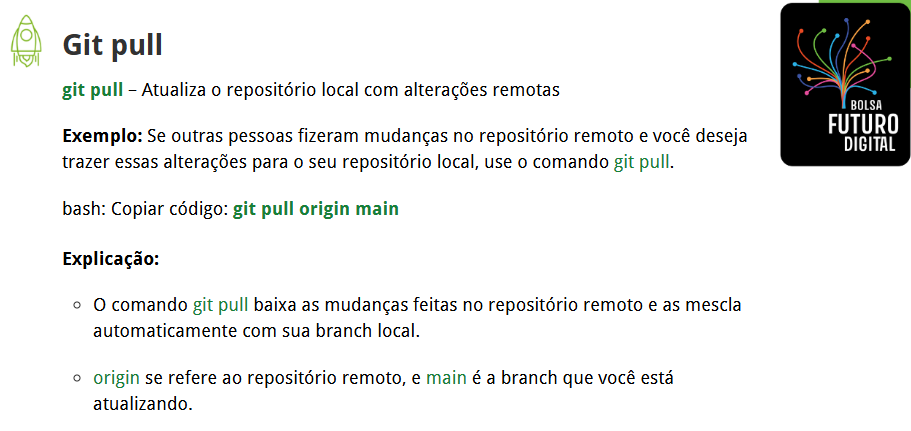 Git pull
BOLSA
FUTURO
DIGITAL
git pull – Atualiza o repositório local com alterações remotas
Exemplo: Se outras pessoas fizeram mudanças no repositório remoto e você deseja
trazer essas alterações para o seu repositório local, use o comando git pull.
bash: Copiar código: git pull origin main
Explicação:
O comando git pull baixa as mudanças feitas no repositório remoto e as mescla
automaticamente com sua branch local.
origin se refere ao repositório remoto, e main é a branch que você está
atualizando.